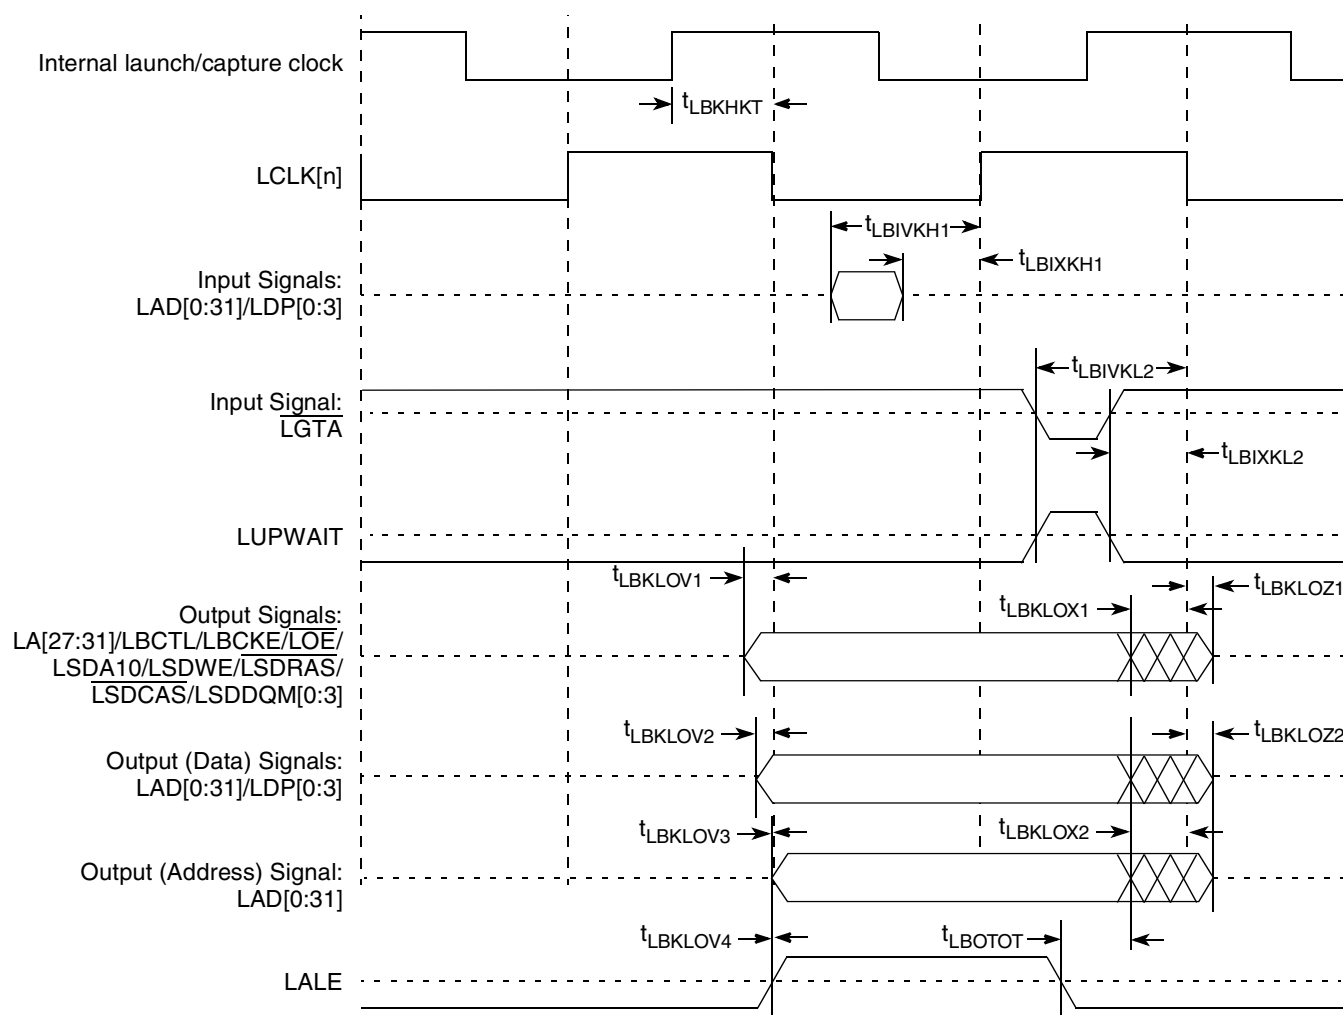 Internal launch/capture clock
tLBKHKT
LCLK[n]
tLBIVKH1
tLBIXKH1
Input Signals:
LAD[0:31]/LDP[0:3]
tLBIVKL2
Input Signal:
LGTA
tLBIXKL2
LUPWAIT
tLBKLOV1
tLBKLOZ1
tLBKLOX1
Output Signals:
LA[27:31]/LBCTL/LBCKE/LOE/
LSDA10/LSDWE/LSDRAS/
LSDCAS/LSDDQM[0:3]
tLBKLOV2
tLBKLOZ2
Output (Data) Signals:
LAD[0:31]/LDP[0:3]
tLBKLOV3
tLBKLOX2
Output (Address) Signal:
LAD[0:31]
tLBKLOV4
tLBOTOT
LALE